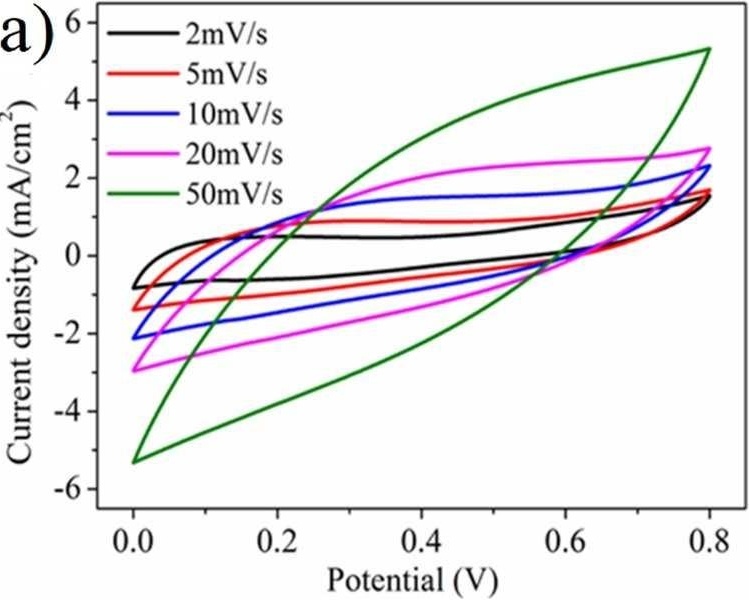 a)
2mV/s
5mV/s
10mV/s
20mV/s
50mV/s
Current density (mA/cm²)
6
4
2
0
-2
-4
-6
0.0 0.2 0.4 0.6 0.8
Potential (V)